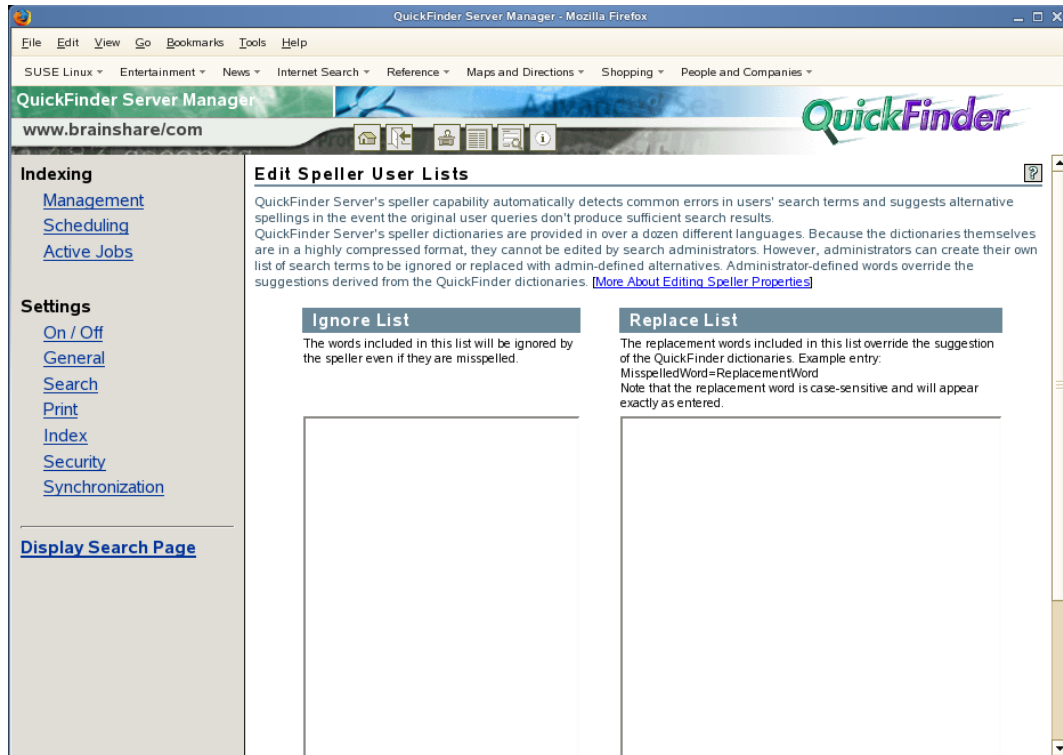 QuickFinder Server Manager - Mozilla Firefox
File Edit View Go Bookmarks Tools Help
SUSE Linux Entertainment News Internet Search Reference Maps and Directions Shopping People and Companies
QuickFinder Server Manager
Advanced Sea
QuickFinder
www.brainshare/com
Indexing
Management
Scheduling
Active Jobs
Settings
On / Off
General
Search
Print
Index
Security
Synchronization
Display Search Page
Edit Speller User Lists
?
QuickFinder Server's speller capability automatically detects common errors in users' search terms and suggests alternative
spellings in the event the original user queries don't produce sufficient search results.
QuickFinder Server's speller dictionaries are provided in over a dozen different languages. Because the dictionaries themselves
are in a highly compressed format, they cannot be edited by search administrators. However, administrators can create their own
list of search terms to be ignored or replaced with admin-defined alternatives. Administrator-defined words override the
suggestions derived from the QuickFinder dictionaries. [More About Editing Speller Properties]
Ignore List
The words included in this list will be ignored by
the speller even if they are misspelled.
Replace List
The replacement words included in this list override the suggestion
of the QuickFinder dictionaries. Example entry:
MisspelledWord=ReplacementWord
Note that the replacement word is case-sensitive and will appear
exactly as entered.